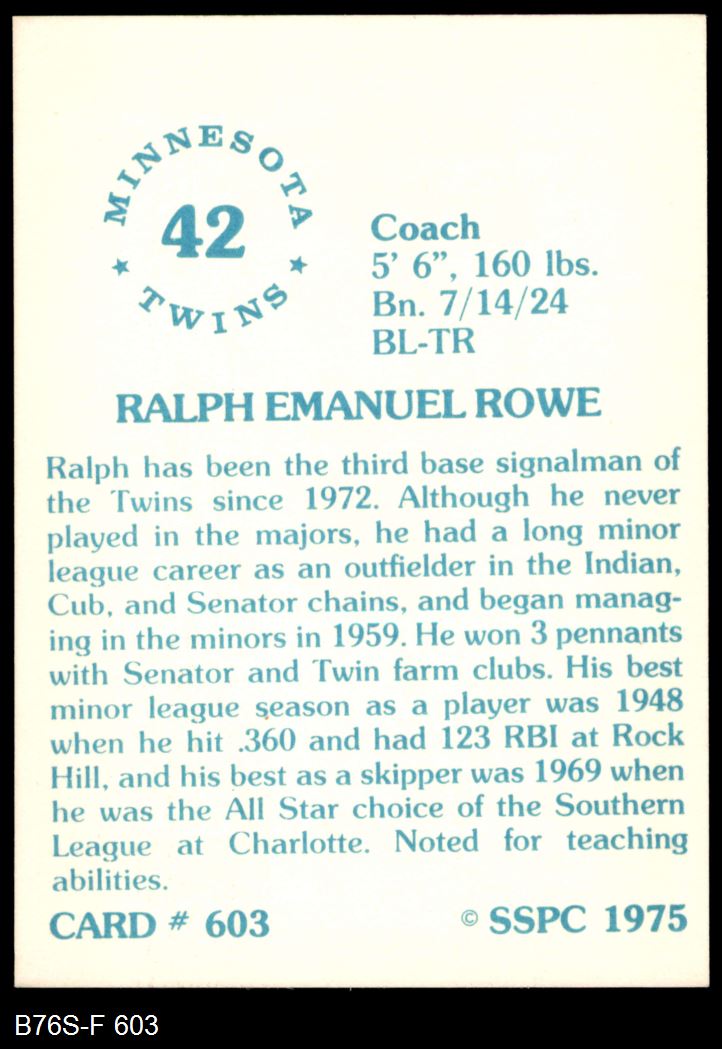 MINNESOTA
42
★ TWINS ★
Coach
5' 6”, 160 lbs.
Bn. 7/14/24
BL-TR
RALPH EMANUEL ROWE
Ralph has been the third base signalman of
the Twins since 1972. Although he never
played in the majors, he had a long minor
league career as an outfielder in the Indian,
Cub, and Senator chains, and began manag-
ing in the minors in 1959. He won 3 pennants
with Senator and Twin farm clubs. His best
minor league season as a player was 1948
when he hit .360 and had 123 RBI at Rock
Hill, and his best as a skipper was 1969 when
he was the All Star choice of the Southern
League at Charlotte. Noted for teaching
abilities.
CARD # 603
© SSPC 1975
B76S-F 603